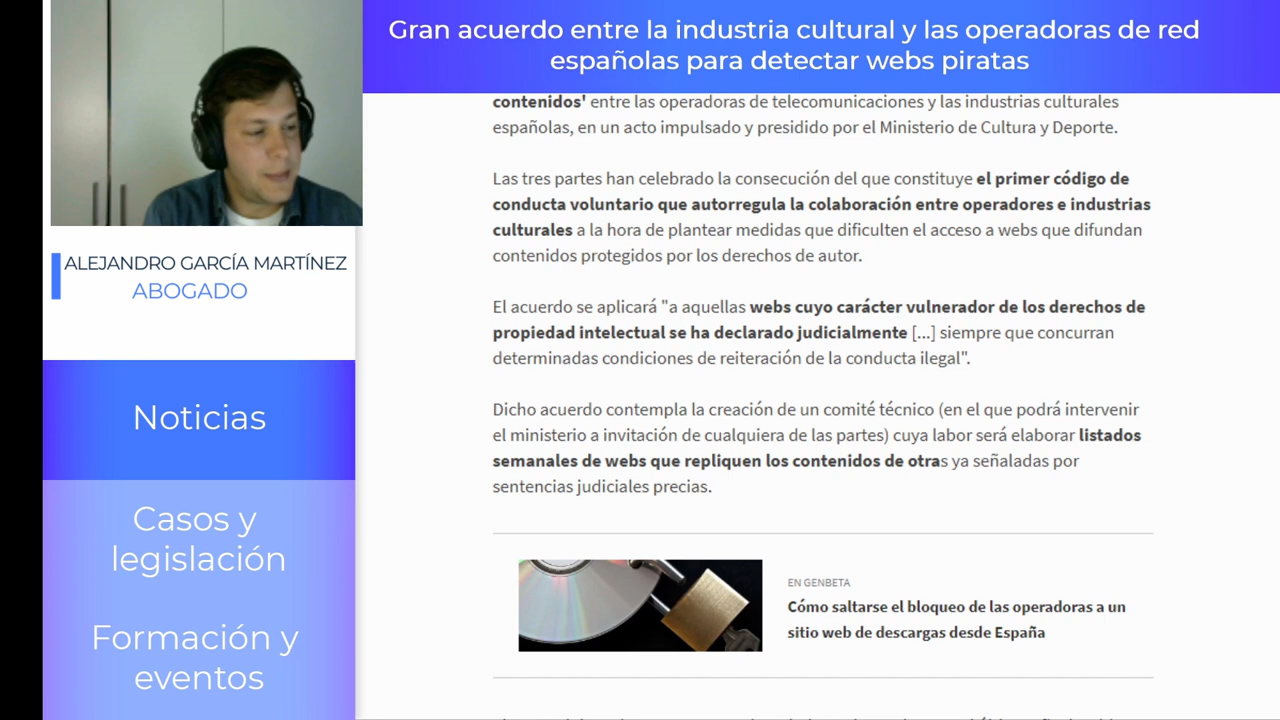 Gran acuerdo entre la industria cultural y las operadoras de red
españolas para detectar webs piratas
ALEJANDRO GARCÍA MARTÍNEZ
ABOGADO
Noticias
Casos y
legislación
Formación y
eventos
contenidos' entre las operadoras de telecomunicaciones y las industrias culturales
españolas, en un acto impulsado y presidido por el Ministerio de Cultura y Deporte.
Las tres partes han celebrado la consecución del que constituye el primer código de
conducta voluntario que autorregula la colaboración entre operadores e industrias
culturales a la hora de plantear medidas que dificulten el acceso a webs que difundan
contenidos protegidos por los derechos de autor.
El acuerdo se aplicará "a aquellas webs cuyo carácter vulnerador de los derechos de
propiedad intelectual se ha declarado judicialmente [...] siempre que concurran
determinadas condiciones de reiteración de la conducta ilegal".
Dicho acuerdo contempla la creación de un comité técnico (en el que podrá intervenir
el ministerio a invitación de cualquiera de las partes) cuya labor será elaborar listados
semanales de webs que repliquen los contenidos de otras ya señaladas por
sentencias judiciales precias.
EN GENBETA
Cómo saltarse el bloqueo de las operadoras a un
sitio web de descargas desde España